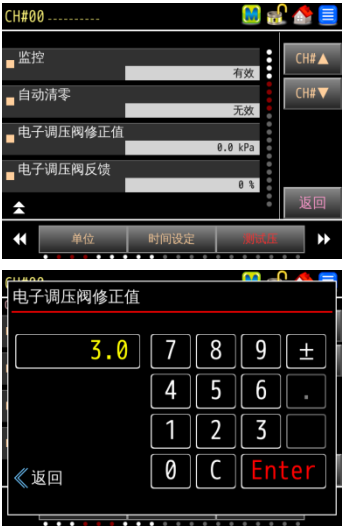 CH#00 ----------
M
监控
有效
CH#▲
自动清零
无效
CH#▼
电子调压阀修正值
0.0 kPa
电子调压阀反馈
0 %
返回
单位 时间设定 测试压
电子调压阀修正值
3.0
7 8 9 ±
4 5 6 .
1 2 3
0 C Enter
返回